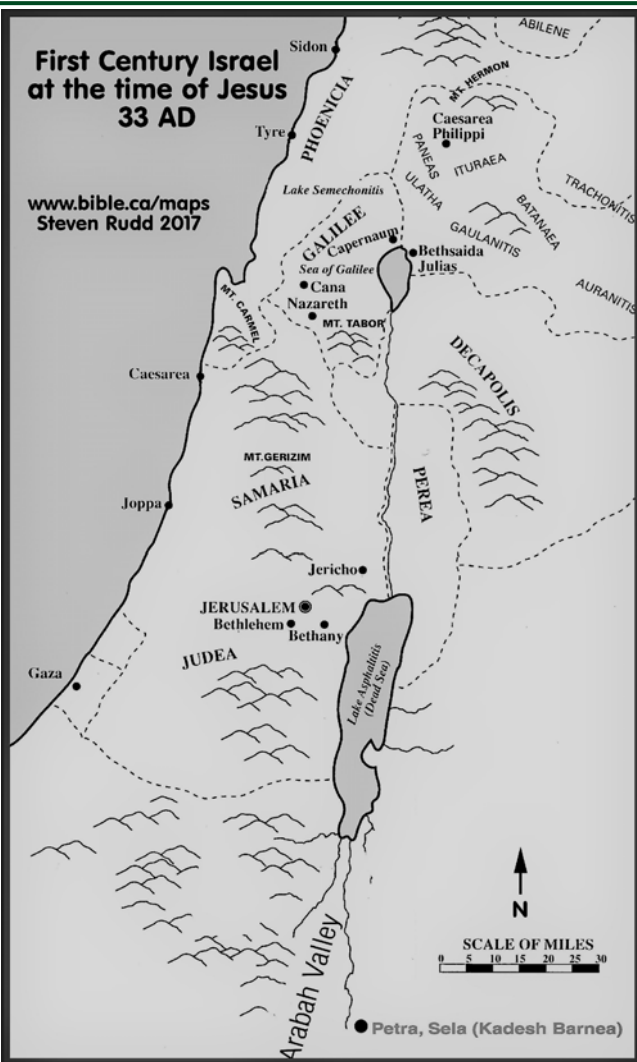 First Century Israel
at the time of Jesus
33 AD
www.bible.ca/maps
Steven Rudd 2017
Sidon
ABILENE
PHOENICIA
MT. HERMON
Caesarea
Philippi
Tyre
PANEAS
ITURAEA
TRACHONITIS
Lake Semechonitis
ULATHA
BATANAEA
GALILEE
GAULANITIS
Capernaum
Bethsaida
Julias
Sea of Galilee
AURANITIS
Cana
Nazareth
MT. CARMEL
MT. TABOR
DECAPOLIS
Caesarea
MT.GERIZIM
SAMARIA
PEREA
Joppa
Jericho
JERUSALEM
Bethlehem
Bethany
JUDEA
Gaza
Lake Asphaltitis
(Dead Sea)
N
SCALE OF MILES
0 5 10 15 20 25 30
Arabah Valley
Petra, Sela (Kadesh Barnea)